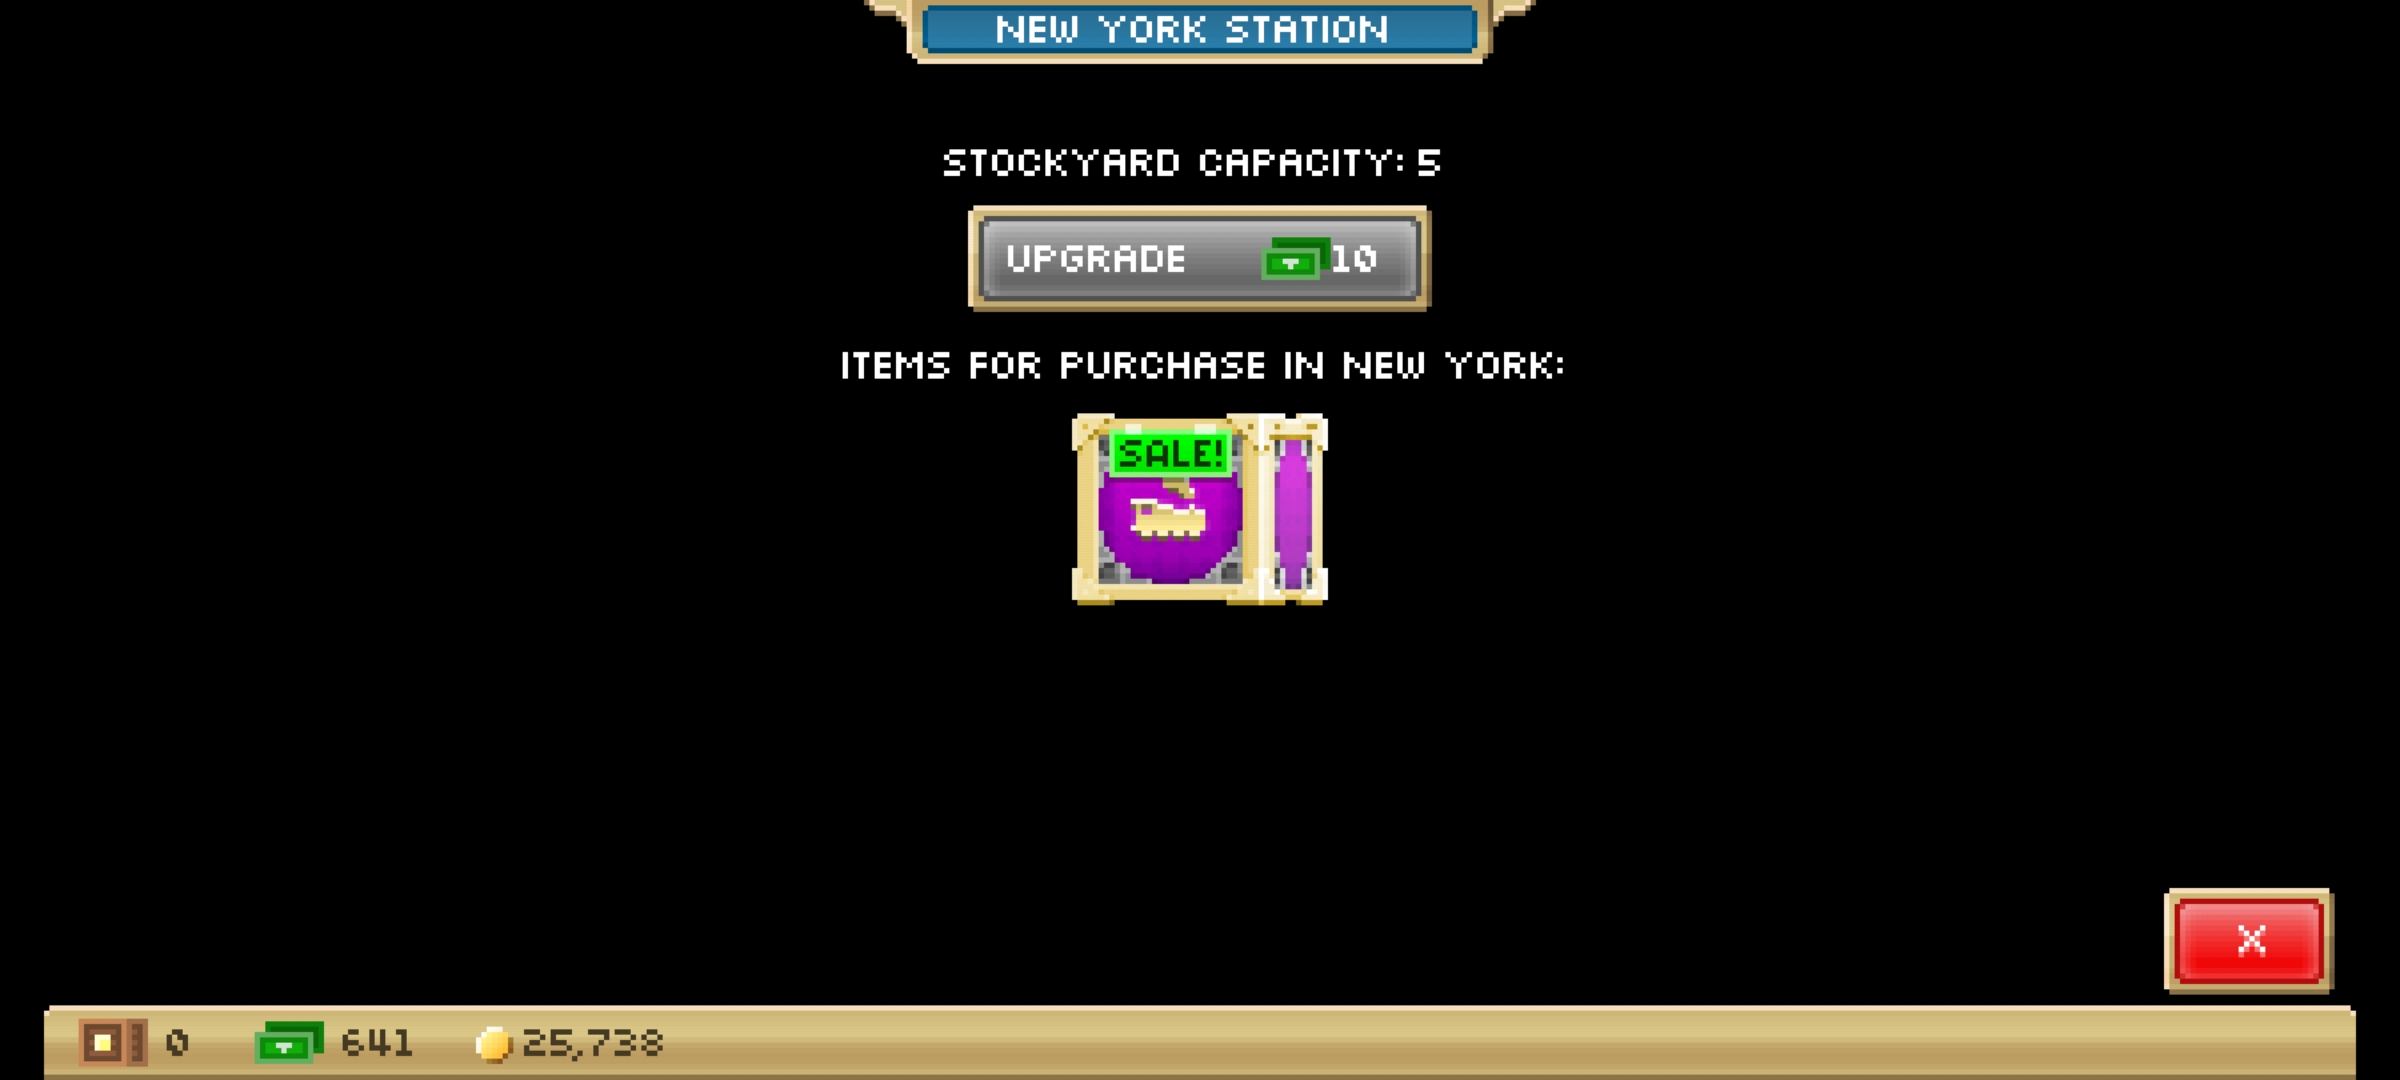 NEW YORK STATION
STOCKYARD CAPACITY: 5
UPGRADE 10
ITEMS FOR PURCHASE IN NEW YORK:
SALE!
X
0 641 25,738